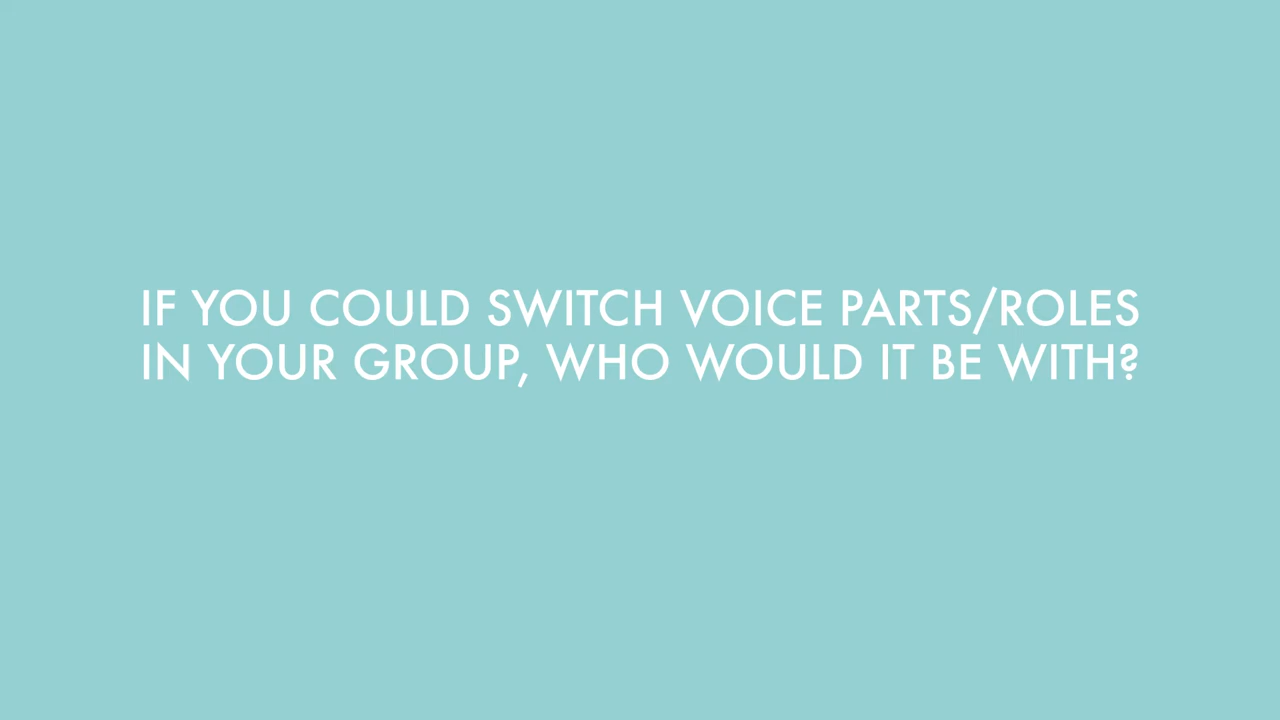 IF YOU COULD SWITCH VOICE PARTS/ROLES
IN YOUR GROUP, WHO WOULD IT BE WITH?